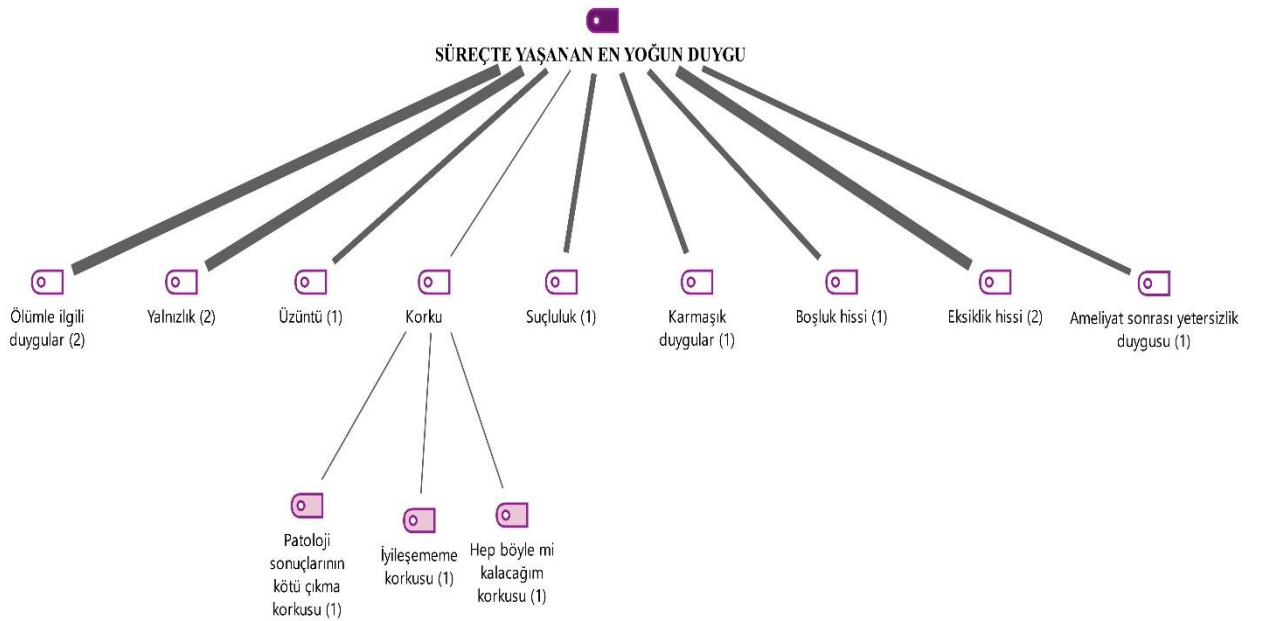 SÜREÇTE YAŞANAN EN YOĞUN DUYGU
Ölümle ilgili
duygular (2)
Yalnızlık (2)
Üzüntü (1)
Korku
Suçluluk (1)
Karmaşık
duygular (1)
Boşluk hissi (1)
Eksiklik hissi (2)
Ameliyat sonrası yetersizlik
duygusu (1)
Patoloji
sonuçlarının
kötü çıkma
korkusu (1)
İyileşememe
korkusu (1)
Hep böyle mi
kalacağım
korkusu (1)